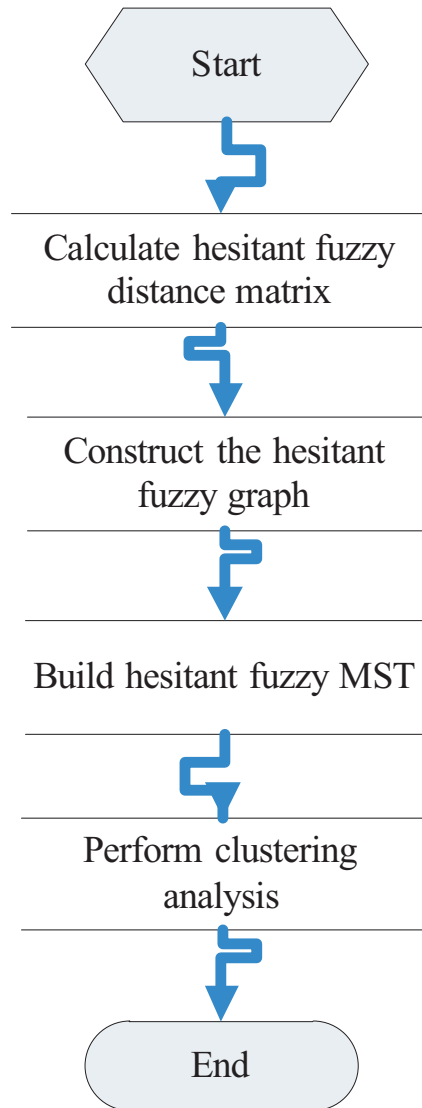 Start
Calculate hesitant fuzzy
distance matrix
Construct the hesitant
fuzzy graph
Build hesitant fuzzy MST
Perform clustering
analysis
End